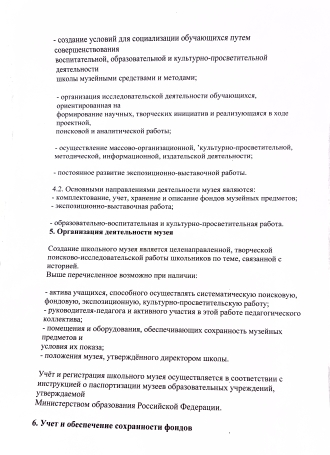 - создание условий для социализации обучающихся путем
совершенствования
воспитательной, образовательной и культурно-просветительной
деятельности
школы музейными средствами и методами;
- организация исследовательской деятельности обучающихся,
ориентированная на
формирование научных, творческих инициатив и реализующаяся в ходе
проектной,
поисковой и аналитической работы;
- осуществление массово-организационной, культурно-просветительной,
методической, информационной, издательской деятельности;
- постоянное развитие экспозиционно-выставочной работы.
4.2. Основными направлениями деятельности музея являются:
- комплектование, учет, хранение и описание фондов музейных предметов;
- экспозиционно-выставочная работа;
- образовательно-воспитательная и культурно-просветительная работа.
5. Организация деятельности музея
Создание школьного музея является целенаправленной, творческой
поисково-исследовательской работы школьников по теме, связанной с
историей.
Выше перечисленное возможно при наличии:
- актива учащихся, способного осуществлять систематическую поисковую,
фондовую, экспозиционную, культурно-просветительную работу;
- руководителя-педагога и активного участия в этой работе педагогического
коллектива;
- помещения и оборудования, обеспечивающих сохранность музейных
предметов и
условия их показа;
- положения музея, утверждённого директором школы.
Учёт и регистрация школьного музея осуществляется в соответствии с
инструкцией о паспортизации музеев образовательных учреждений,
утверждаемой
Министерством образования Российской Федерации.
6. Учет и обеспечение сохранности фондов